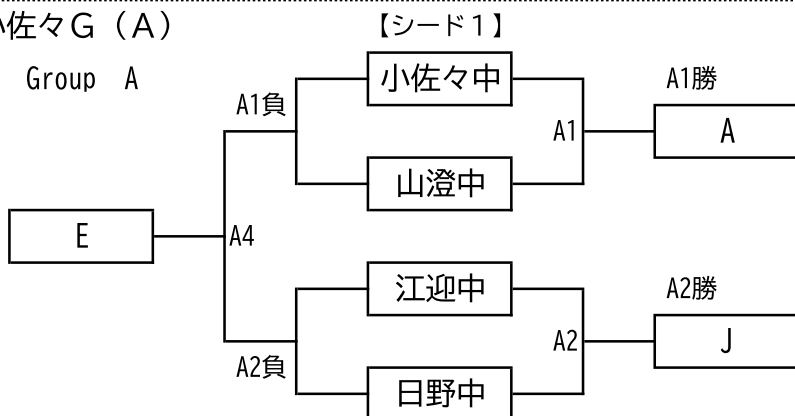 小佐々G（A）
【シード1】
Group A
小佐々中
A1勝
A1負
A1
A
山澄中
E
A4
江迎中
A2勝
A2
J
A2負
日野中